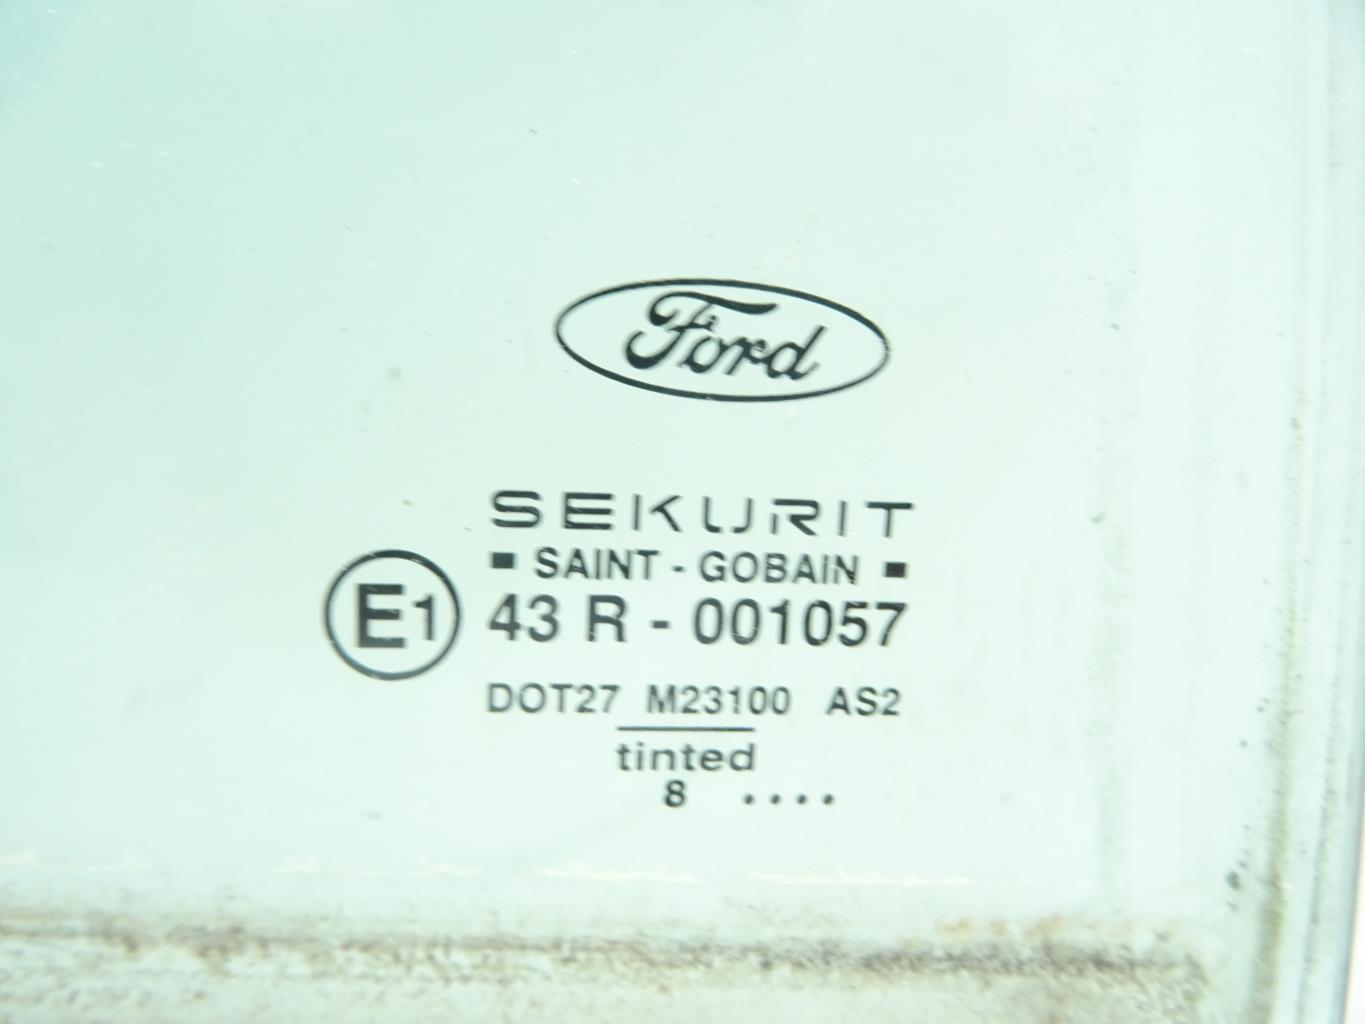 Ford
SEKURIT
▪ SAINT - GOBAIN ▪
E1 43 R - 001057
DOT27 M23100 AS2
tinted
8 ....